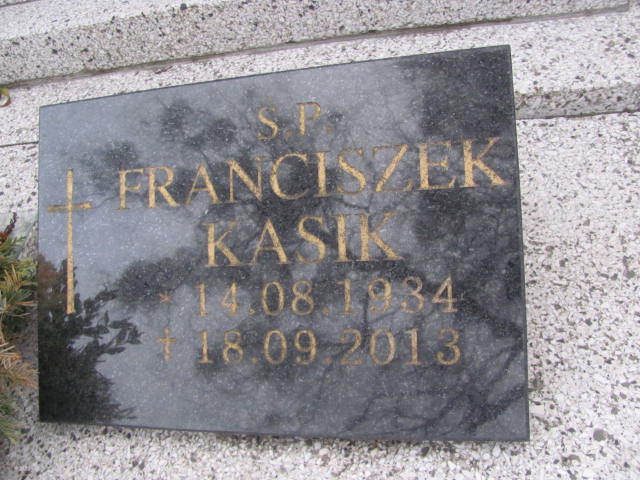 Ś.P.
FRANCISZEK
KASIK
* 14.08.1934
✝ 18.09.2013